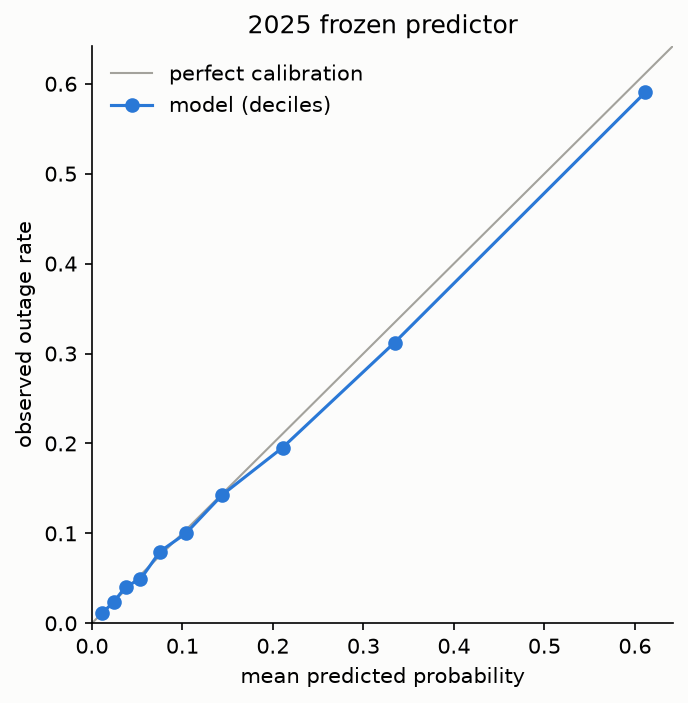 2025 frozen predictor
perfect calibration
model (deciles)
observed outage rate
0.6
0.5
0.4
0.3
0.2
0.1
0.0
0.0 0.1 0.2 0.3 0.4 0.5 0.6
mean predicted probability